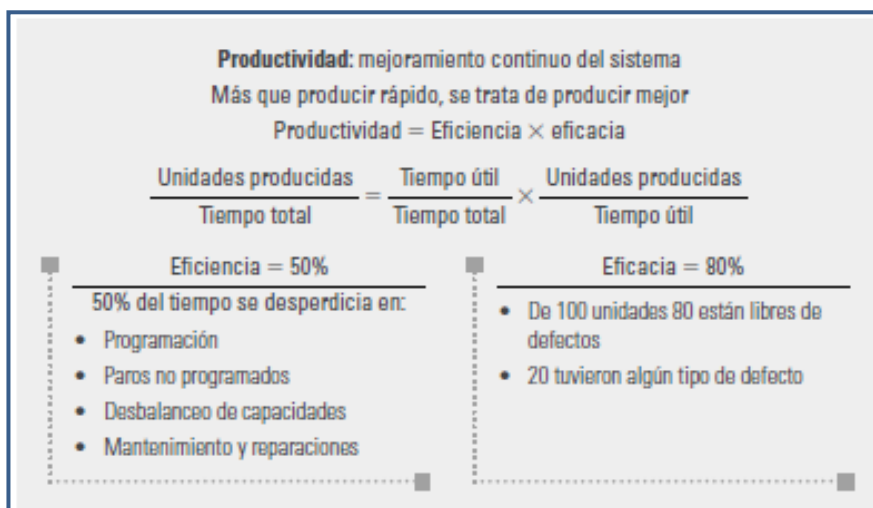 Productividad: mejoramiento continuo del sistema
Más que producir rápido, se trata de producir mejor
Productividad = Eficiencia × eficacia
Unidades producidas / Tiempo total = Tiempo útil / Tiempo total × Unidades producidas / Tiempo útil
Eficiencia = 50%
50% del tiempo se desperdicia en:
• Programación
• Paros no programados
• Desbalanceo de capacidades
• Mantenimiento y reparaciones
Eficacia = 80%
• De 100 unidades 80 están libres de
defectos
• 20 tuvieron algún tipo de defecto